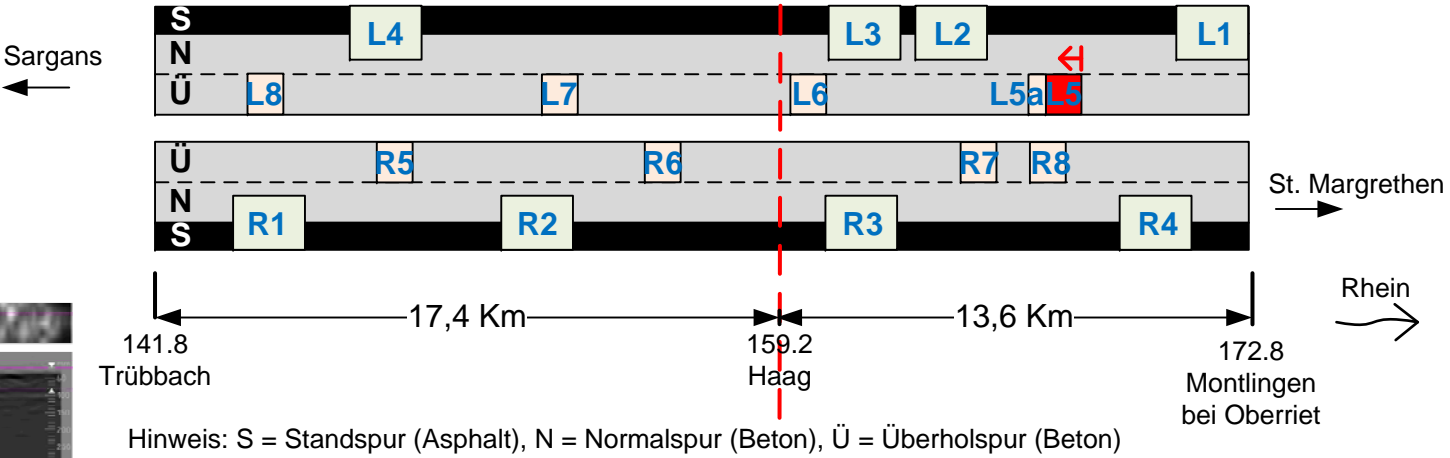 S
L4
L3
L2
L1
Sargans
N
Ü
L8
L7
L6
L5a
L5
Ü
R5
R6
R7
R8
N
St. Margrethen
R1
R2
R3
R4
S
17,4 Km
13,6 Km
Rhein
141.8
Trübbach
159.2
Haag
172.8
Montlingen
bei Oberriet
Hinweis: S = Standspur (Asphalt), N = Normalspur (Beton), Ü = Überholspur (Beton)